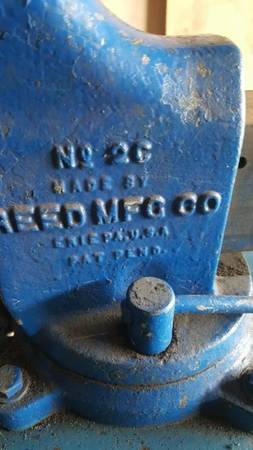 Nº 2C
MADE BY
REED MFG CO
ERIE PA. U.S.A
PAT PEND.